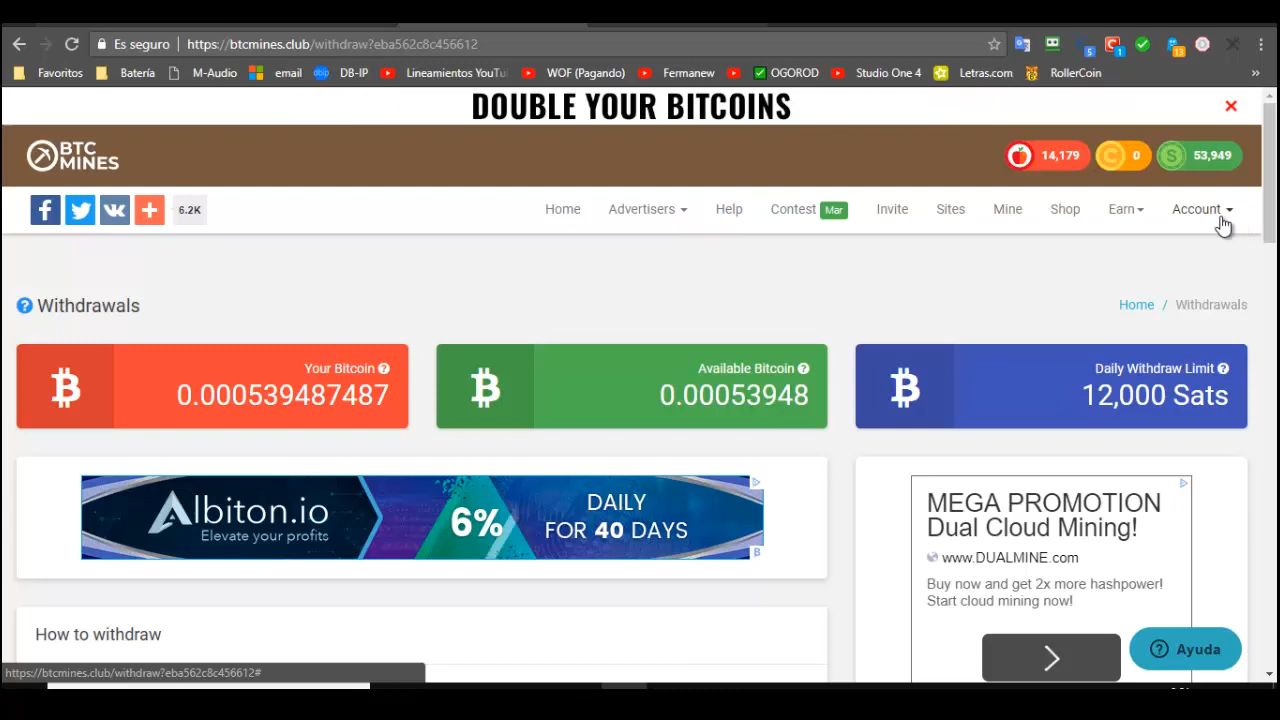 Es seguro | https://btcmines.club/withdraw?eba562c8c456612
5 1 13
Favoritos Batería M-Audio email dbip DB-IP Lineamientos YouTu WOF (Pagando) Fermanew OGOROD Studio One 4 Letras.com RollerCoin »
DOUBLE YOUR BITCOINS
BTC MINES
14,179 C 0 S 53,949
f 6.2K Home Advertisers Help Contest Mar Invite Sites Mine Shop Earn Account
Withdrawals
Home / Withdrawals
Your Bitcoin
0.000539487487
Available Bitcoin
0.00053948
Daily Withdraw Limit
12,000 Sats
Albiton.io
Elevate your profits
6%
DAILY
FOR 40 DAYS
MEGA PROMOTION
Dual Cloud Mining!
www.DUALMINE.com
Buy now and get 2x more hashpower!
Start cloud mining now!
How to withdraw
Ayuda
https://btcmines.club/withdraw?eba562c8c456612#